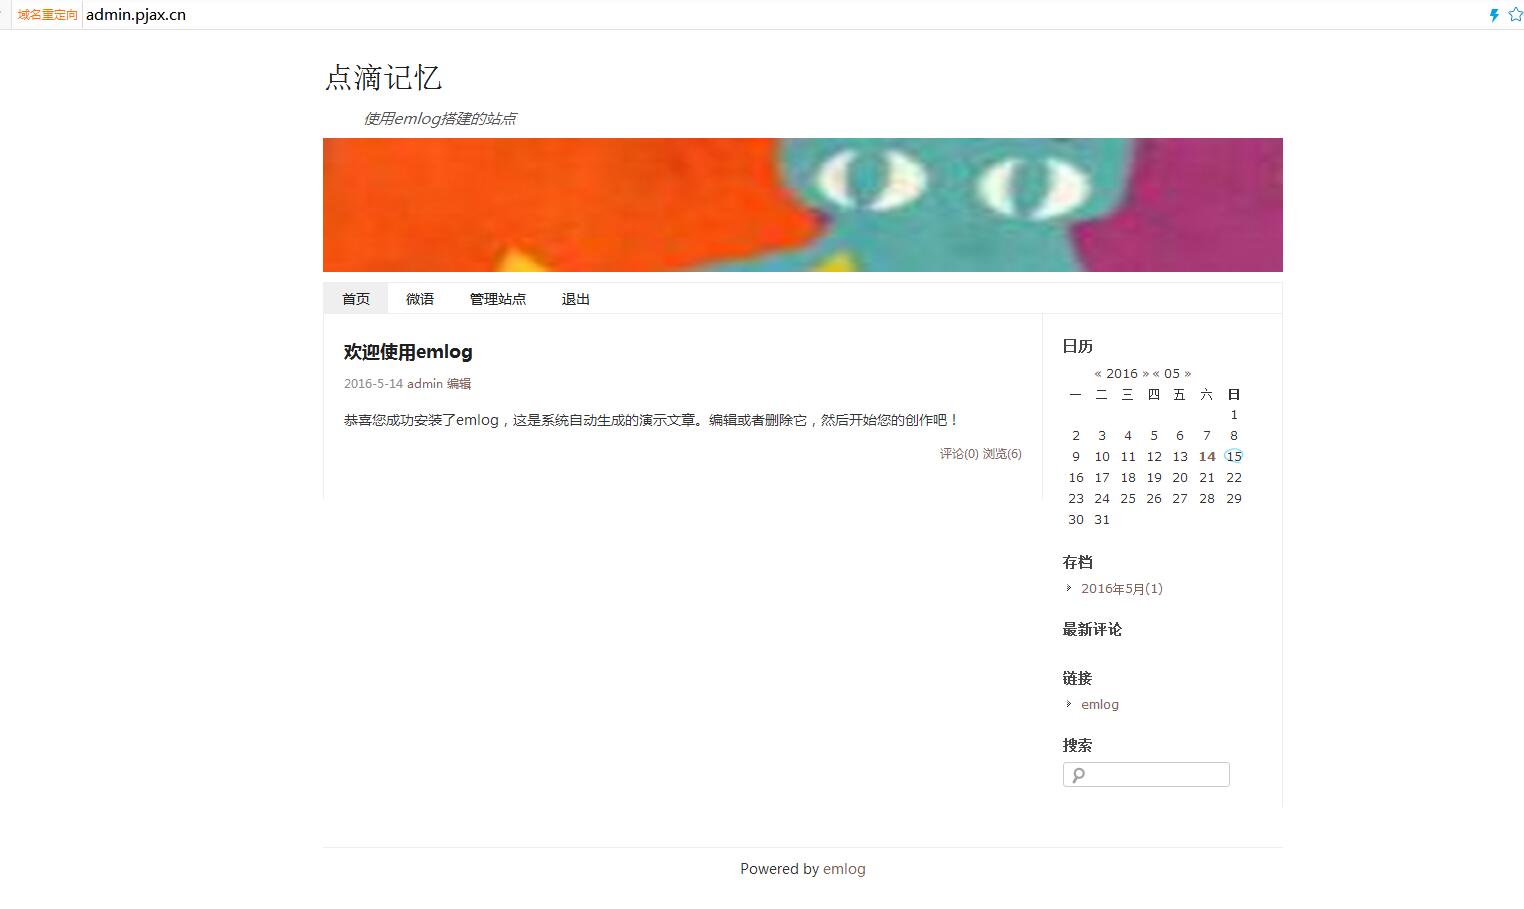 域名重定向 admin.pjax.cn
点滴记忆
使用emlog搭建的站点
首页 微语 管理站点 退出
欢迎使用emlog
2016-5-14 admin 编辑
恭喜您成功安装了emlog，这是系统自动生成的演示文章。编辑或者删除它，然后开始您的创作吧！
评论(0) 浏览(6)
日历
« 2016 » « 05 »
一 二 三 四 五 六 日
1
2 3 4 5 6 7 8
9 10 11 12 13 14 15
16 17 18 19 20 21 22
23 24 25 26 27 28 29
30 31
存档
2016年5月(1)
最新评论
链接
emlog
搜索
Powered by emlog